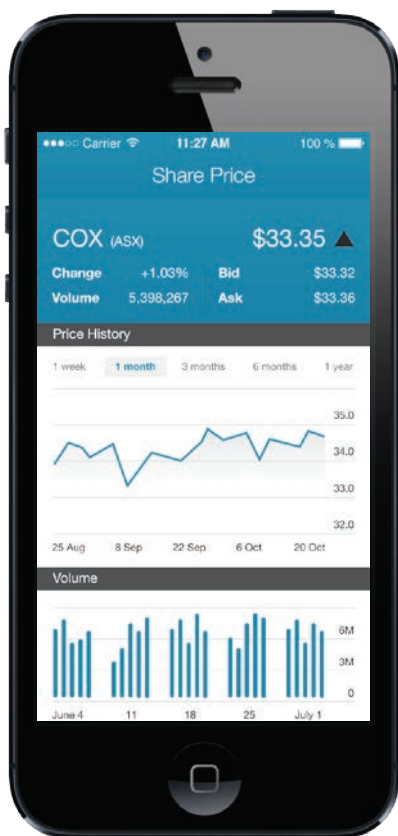 Carrier 11:27 AM 100 %
Share Price
COX (ASX) $33.35
Change +1.03% Bid $33.32
Volume 5,398,267 Ask $33.36
Price History
1 week 1 month 3 months 6 months 1 year
35.0
34.0
33.0
32.0
25 Aug 8 Sep 22 Sep 6 Oct 20 Oct
Volume
6M
3M
0
June 4 11 18 25 July 1